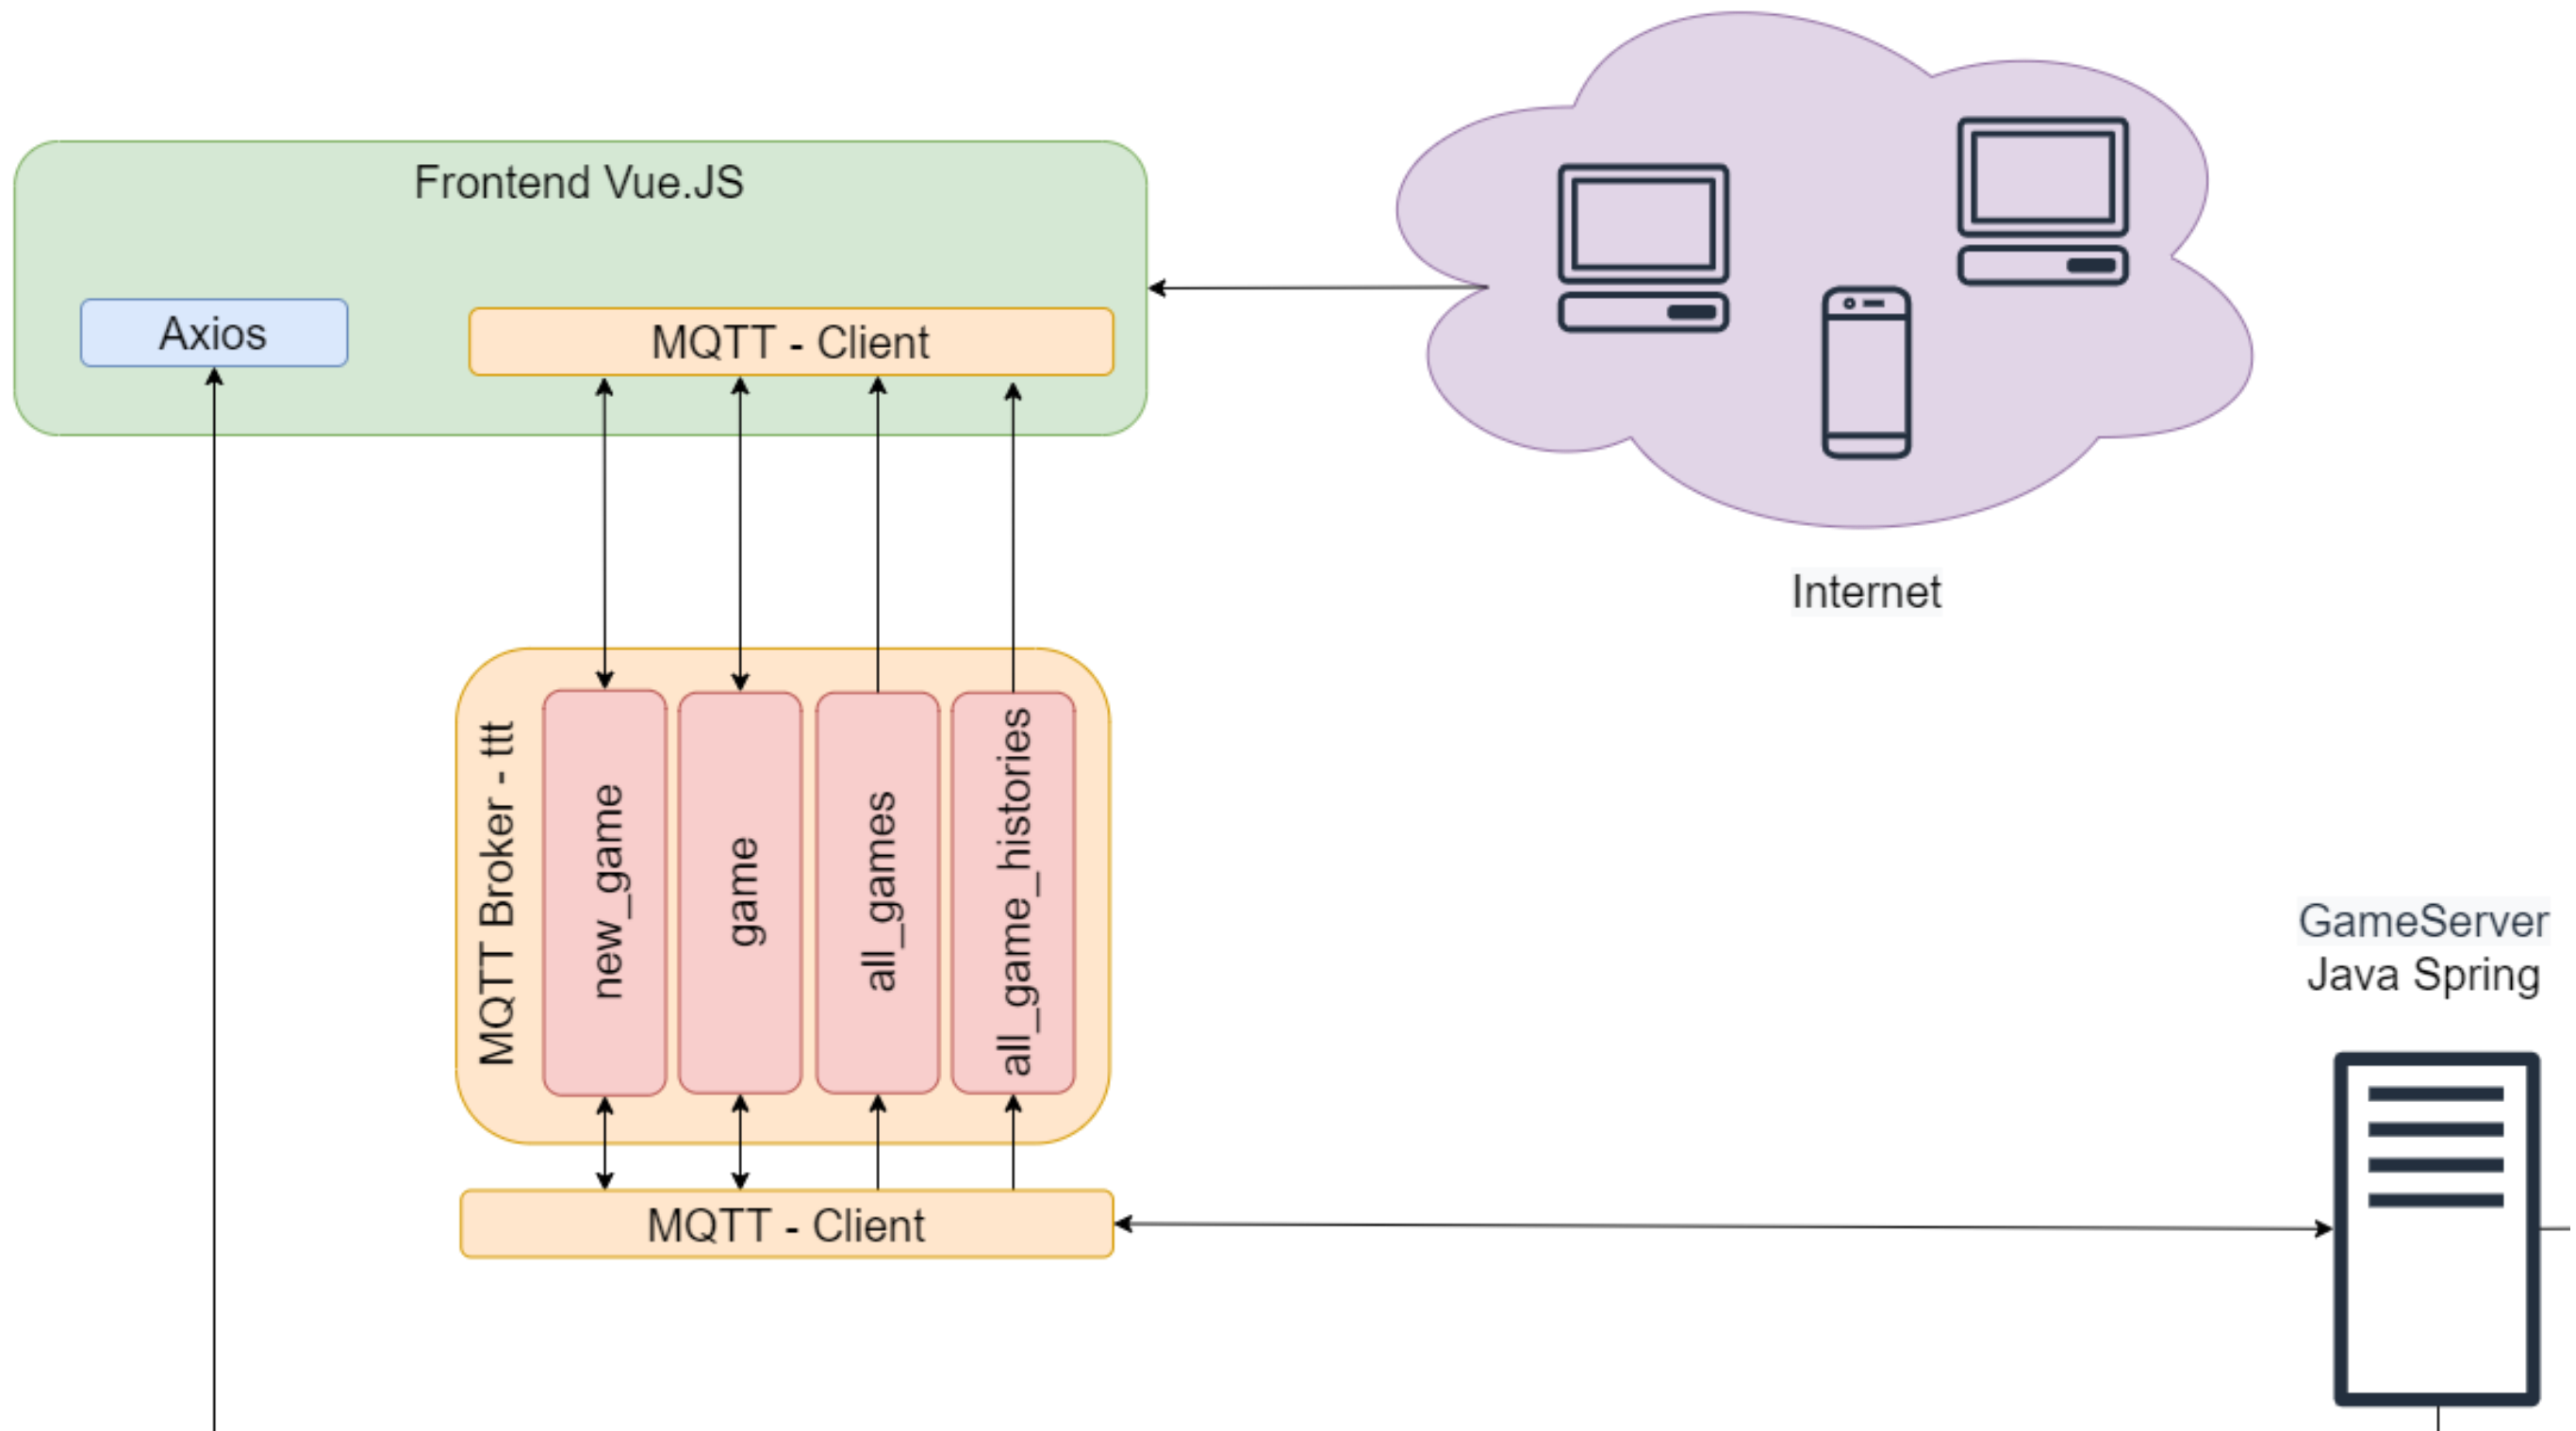 Frontend Vue.JS
Axios
MQTT - Client
Internet
MQTT Broker - ttt
new_game
game
all_games
all_game_histories
GameServer
Java Spring
MQTT - Client